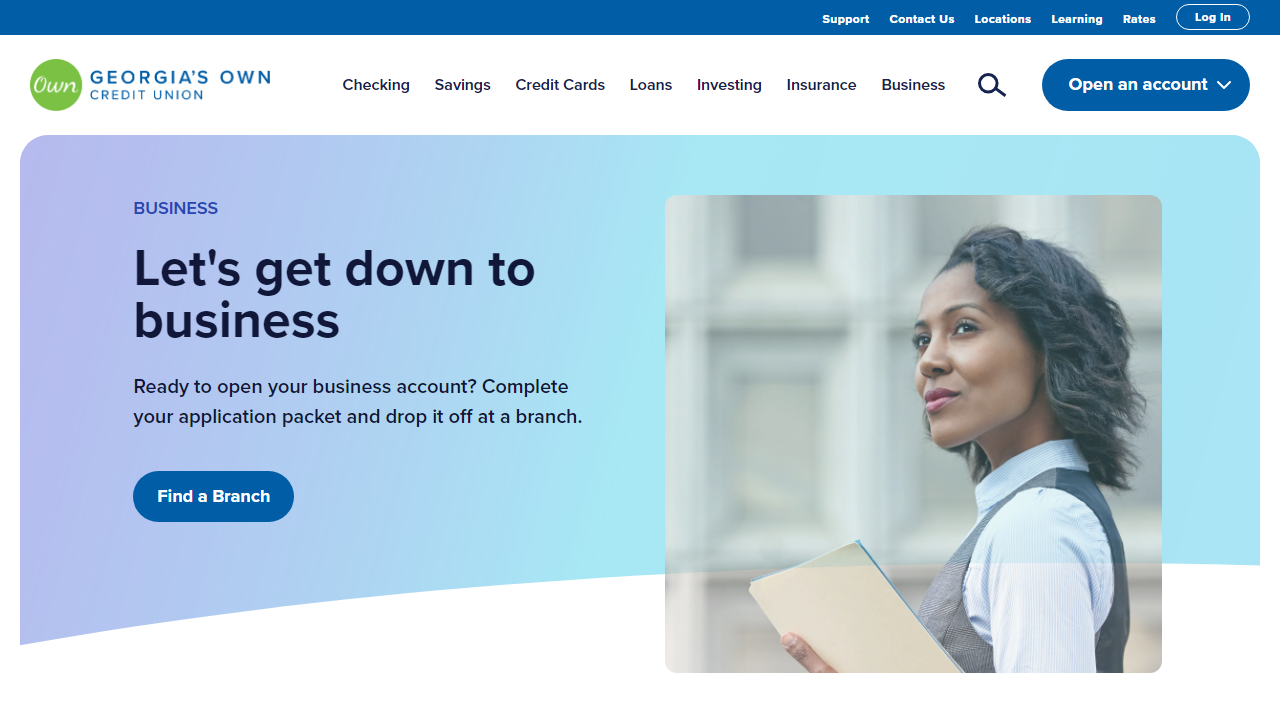 Support Contact Us Locations Learning Rates Log In
Own GEORGIA'S OWN
CREDIT UNION
Checking Savings Credit Cards Loans Investing Insurance Business Open an account
BUSINESS
Let's get down to
business
Ready to open your business account? Complete
your application packet and drop it off at a branch.
Find a Branch